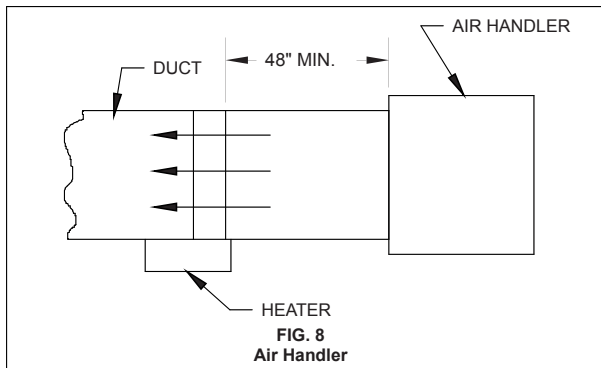 AIR HANDLER
48" MIN.
DUCT
HEATER
FIG. 8
Air Handler